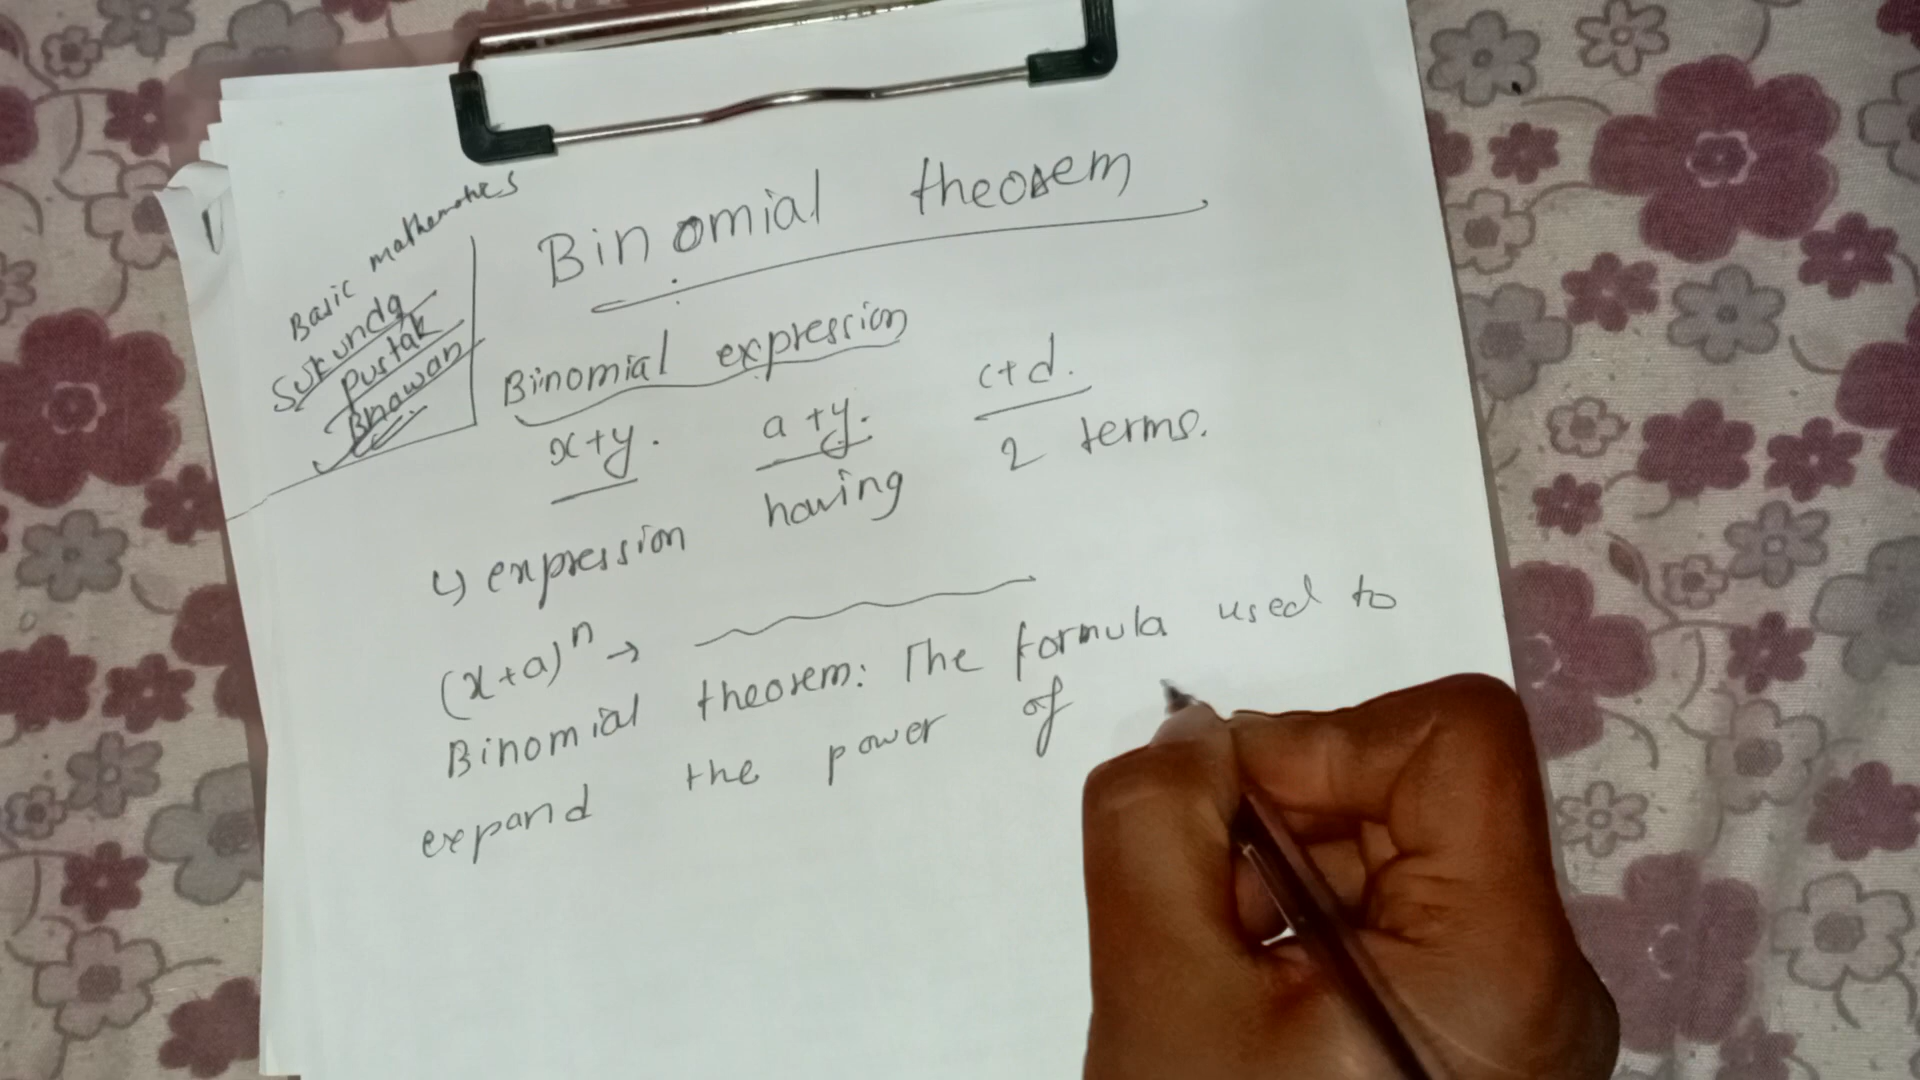 Basic mathematics
Sukunda
Pustak
Bhawan
Binomial theorem
Binomial expression
x+y. a+y. c+d.
↳ expression having 2 terms.
(x+a)ⁿ →
Binomial theorem: The formula used to
expand the power of